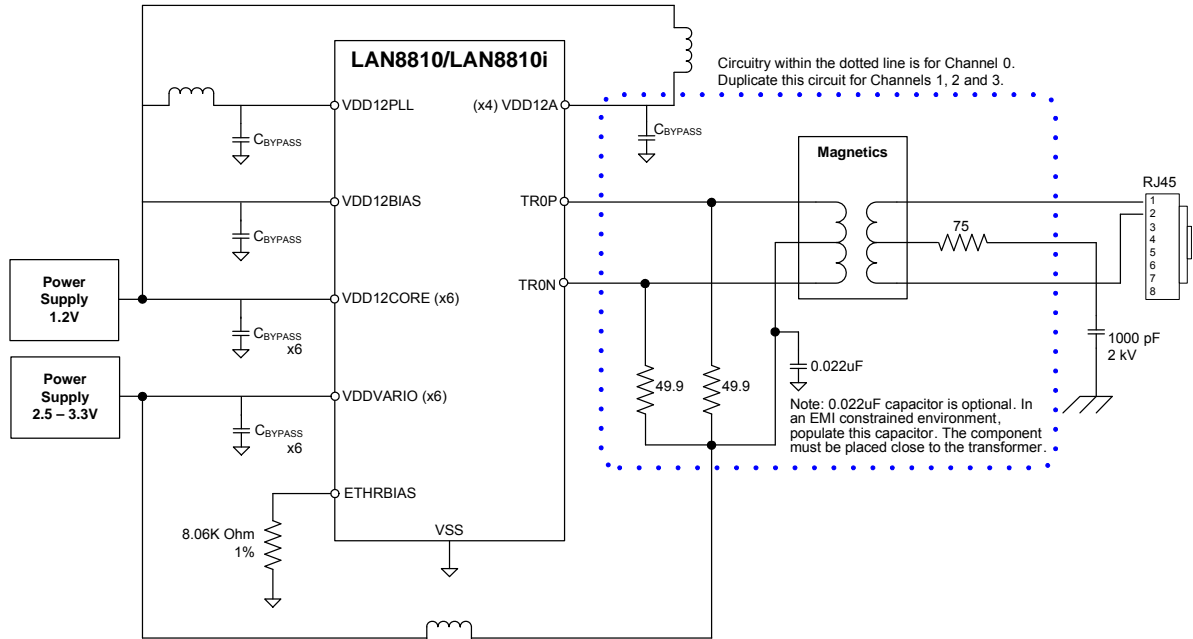 LAN8810/LAN8810i
Circuitry within the dotted line is for Channel 0.
Duplicate this circuit for Channels 1, 2 and 3.
VDD12PLL
(x4) VDD12A
CBYPASS
CBYPASS
Magnetics
RJ45
VDD12BIAS
TR0P
1
2
3
4
5
6
7
8
75
CBYPASS
Power
Supply
1.2V
TR0N
VDD12CORE (x6)
CBYPASS
x6
1000 pF
2 kV
0.022uF
Power
Supply
2.5 – 3.3V
49.9
49.9
VDDVARIO (x6)
Note: 0.022uF capacitor is optional. In
an EMI constrained environment,
populate this capacitor. The component
must be placed close to the transformer.
CBYPASS
x6
ETHRBIAS
8.06K Ohm
1%
VSS